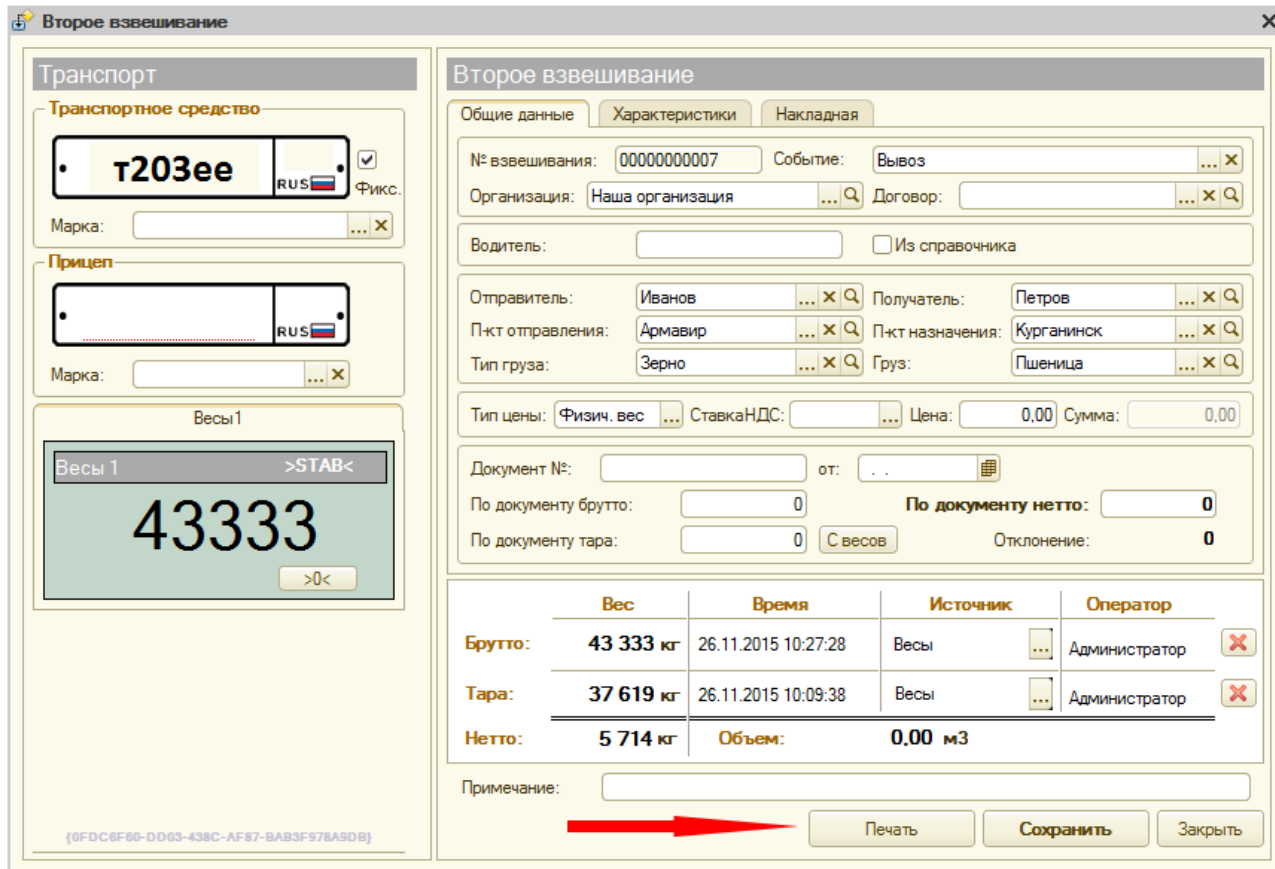 Второе взвешивание
Транспорт
Транспортное средство
т203ее
RUS
Фикс.
Марка: ... ×
Прицеп
RUS
Марка: ... ×
Весы1
Весы 1 >STAB<
43333
>0<
{0FDC6F60-DD03-438C-AF87-BAB3F978A9DB}
Второе взвешивание
Общие данные Характеристики Накладная
№ взвешивания: 00000000007 Событие: Вывоз ... ×
Организация: Наша организация ... Договор: ... ×
Водитель: Из справочника
Отправитель: Иванов ... × Получатель: Петров ... ×
П-кт отправления: Армавир ... × П-кт назначения: Курганинск ... ×
Тип груза: Зерно ... × Груз: Пшеница ... ×
Тип цены: Физич. вес ... СтавкаНДС: ... Цена: 0,00 Сумма: 0,00
Документ №: от: . .
По документу брутто: 0 По документу нетто: 0
По документу тара: 0 С весов Отклонение: 0
Вес Время Источник Оператор
Брутто: 43 333 кг 26.11.2015 10:27:28 Весы ... Администратор
Тара: 37 619 кг 26.11.2015 10:09:38 Весы ... Администратор
Нетто: 5 714 кг Объем: 0,00 м3
Примечание:
Печать Сохранить Закрыть